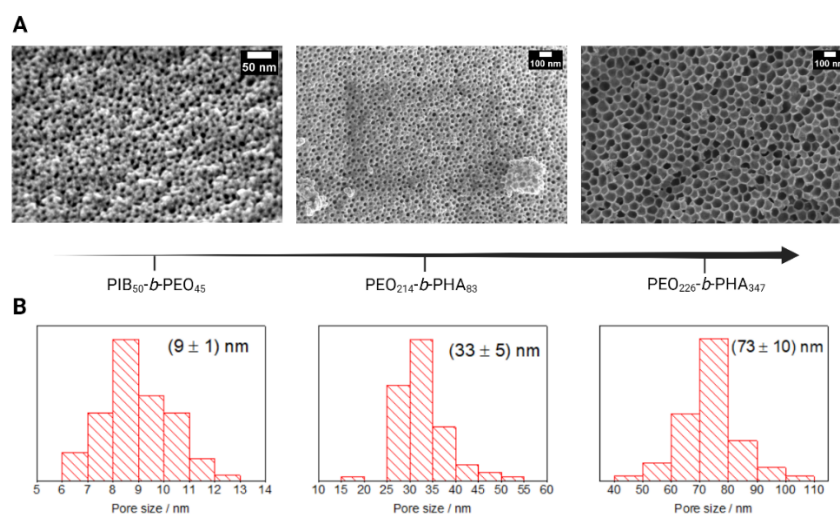 A
50 nm
100 nm
100 nm
PIB50-b-PEO45
PEO214-b-PHA83
PEO226-b-PHA347
B
(9 ± 1) nm
(33 ± 5) nm
(73 ± 10) nm
5 6 7 8 9 10 11 12 13 14
10 15 20 25 30 35 40 45 50 55 60
40 50 60 70 80 90 100 110
Pore size / nm
Pore size / nm
Pore size / nm